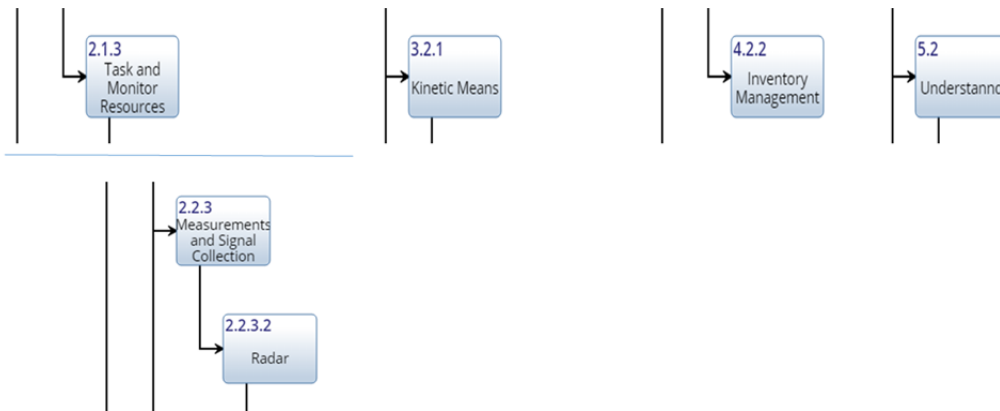 2.1.3
Task and
Monitor
Resources
3.2.1
Kinetic Means
4.2.2
Inventory
Management
5.2
2.2.3
Measurements
and Signal
Collection
2.2.3.2
Radar